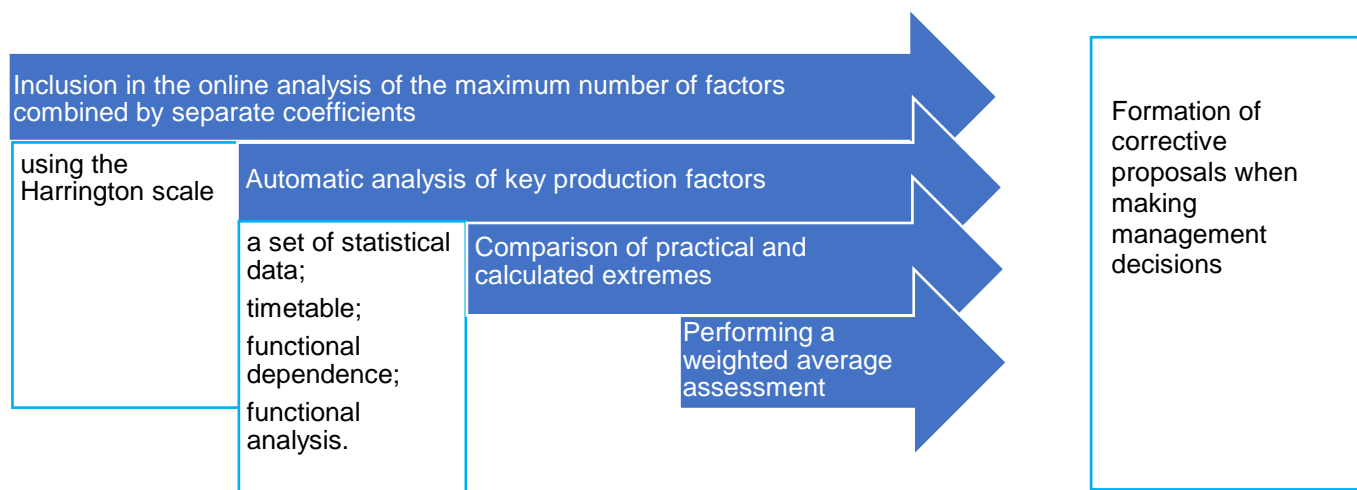 Inclusion in the online analysis of the maximum number of factors
combined by separate coefficients
using the
Harrington scale
Automatic analysis of key production factors
a set of statistical
data;
timetable;
functional
dependence;
functional
analysis.
Comparison of practical and
calculated extremes
Performing a
weighted average
assessment
Formation of
corrective
proposals when
making
management
decisions